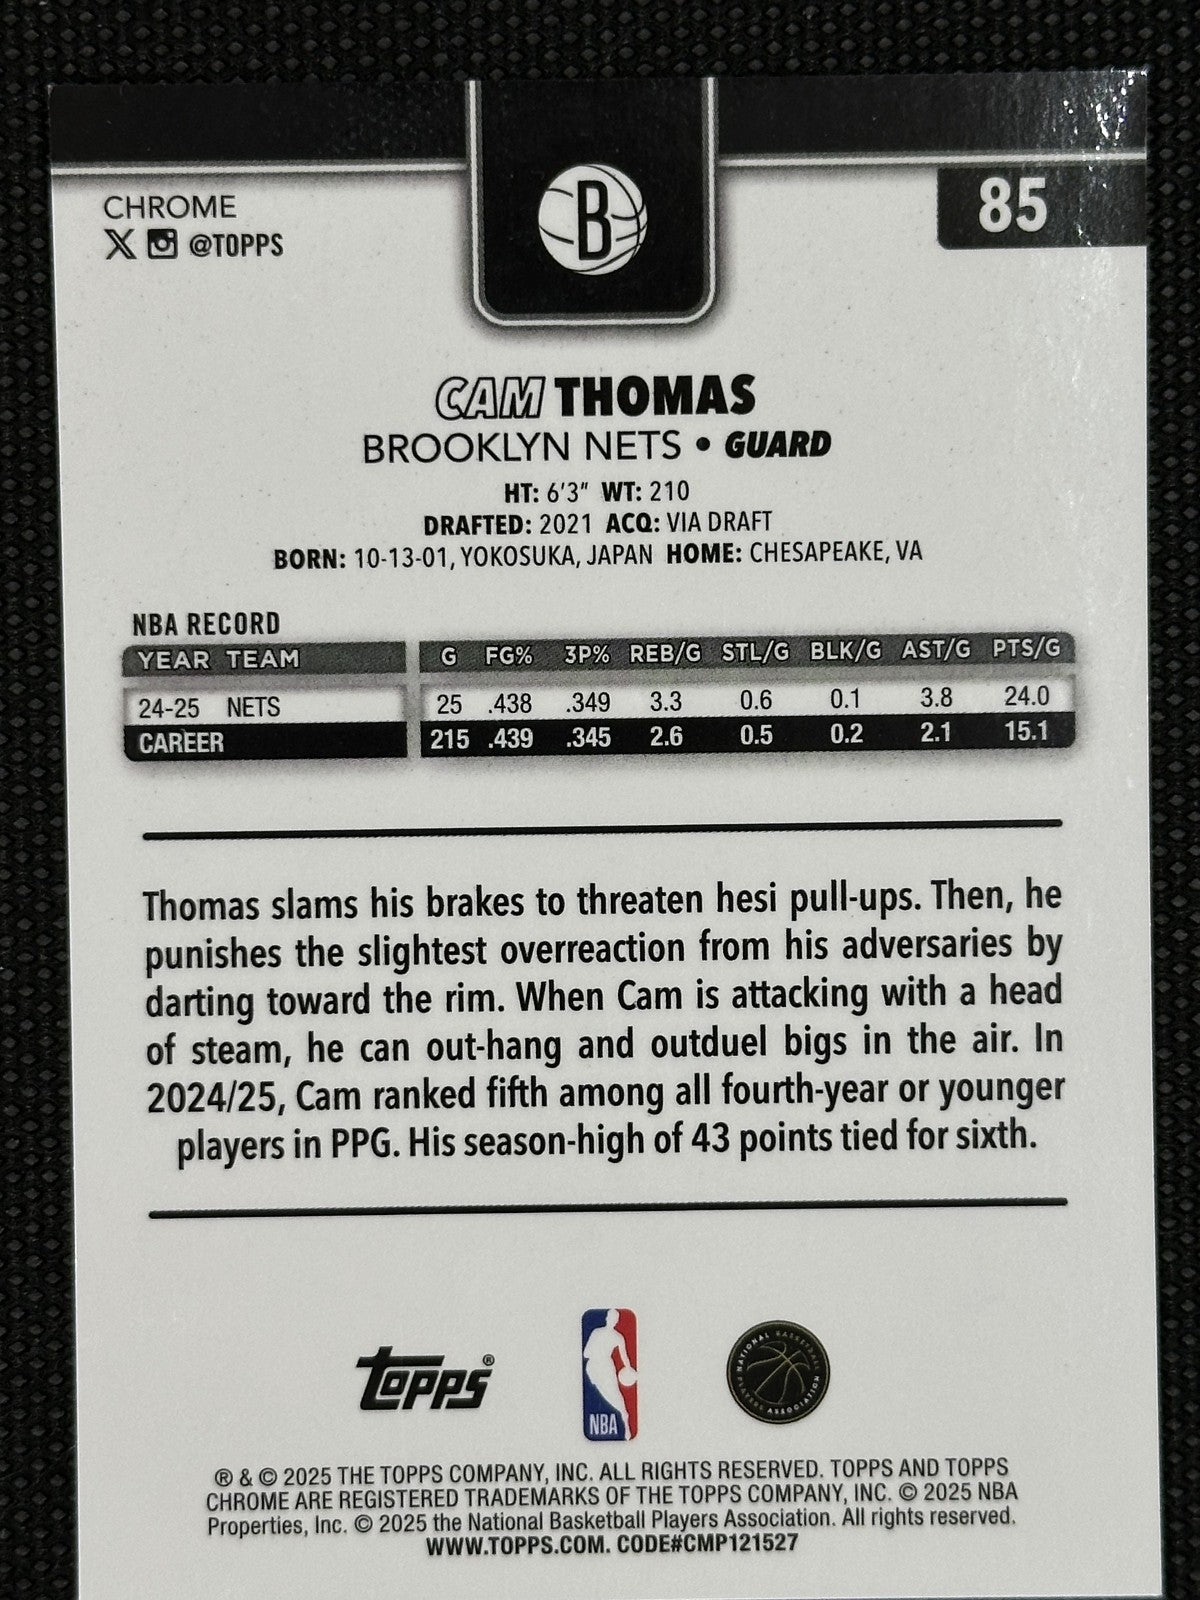 CHROME
X @TOPPS
B
85
CAM THOMAS
BROOKLYN NETS • GUARD
HT: 6'3" WT: 210
DRAFTED: 2021 ACQ: VIA DRAFT
BORN: 10-13-01, YOKOSUKA, JAPAN HOME: CHESAPEAKE, VA
NBA RECORD
YEAR TEAM G FG% 3P% REB/G STL/G BLK/G AST/G PTS/G
24-25 NETS 25 .438 .349 3.3 0.6 0.1 3.8 24.0
CAREER 215 .439 .345 2.6 0.5 0.2 2.1 15.1
Thomas slams his brakes to threaten hesi pull-ups. Then, he
punishes the slightest overreaction from his adversaries by
darting toward the rim. When Cam is attacking with a head
of steam, he can out-hang and outduel bigs in the air. In
2024/25, Cam ranked fifth among all fourth-year or younger
players in PPG. His season-high of 43 points tied for sixth.
Topps®
NBA
NATIONAL BASKETBALL PLAYERS ASSOCIATION
® & © 2025 THE TOPPS COMPANY, INC. ALL RIGHTS RESERVED. TOPPS AND TOPPS
CHROME ARE REGISTERED TRADEMARKS OF THE TOPPS COMPANY, INC. © 2025 NBA
Properties, Inc. © 2025 the National Basketball Players Association. All rights reserved.
WWW.TOPPS.COM. CODE#CMP121527